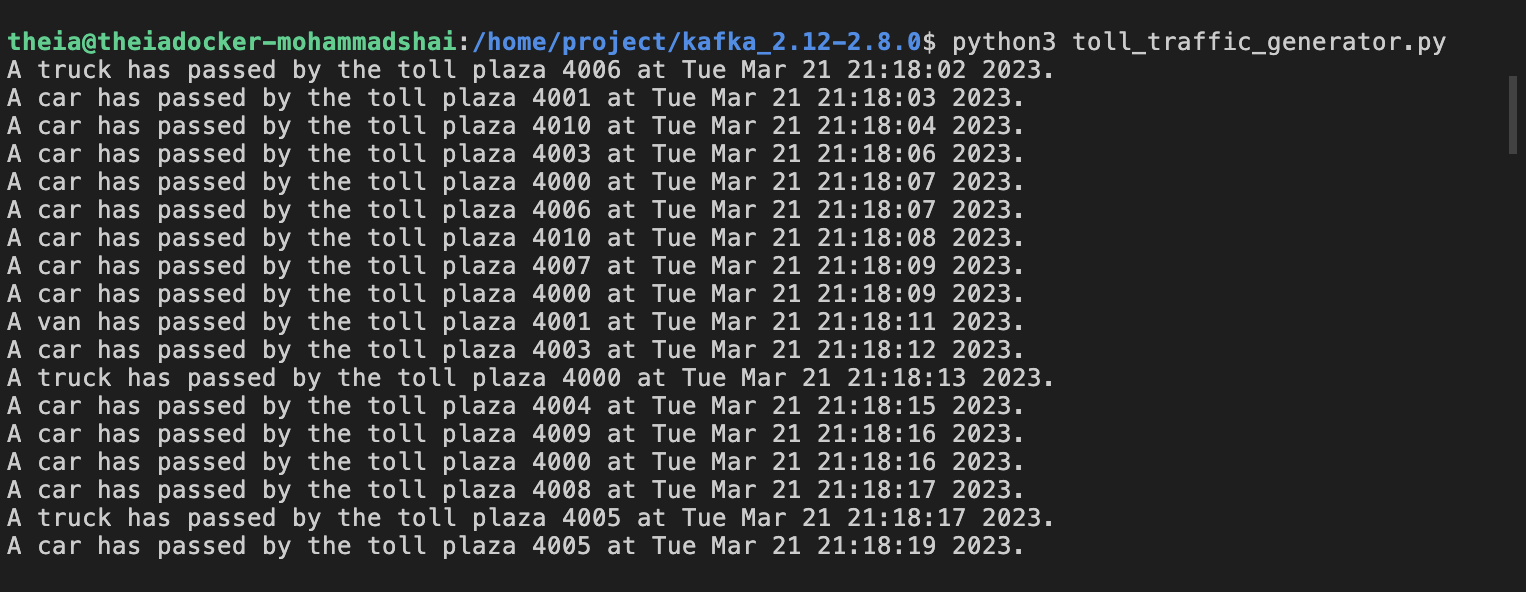 theia@theiadocker-mohammadshai:/home/project/kafka_2.12-2.8.0$ python3 toll_traffic_generator.py
A truck has passed by the toll plaza 4006 at Tue Mar 21 21:18:02 2023.
A car has passed by the toll plaza 4001 at Tue Mar 21 21:18:03 2023.
A car has passed by the toll plaza 4010 at Tue Mar 21 21:18:04 2023.
A car has passed by the toll plaza 4003 at Tue Mar 21 21:18:06 2023.
A car has passed by the toll plaza 4000 at Tue Mar 21 21:18:07 2023.
A car has passed by the toll plaza 4006 at Tue Mar 21 21:18:07 2023.
A car has passed by the toll plaza 4010 at Tue Mar 21 21:18:08 2023.
A car has passed by the toll plaza 4007 at Tue Mar 21 21:18:09 2023.
A car has passed by the toll plaza 4000 at Tue Mar 21 21:18:09 2023.
A van has passed by the toll plaza 4001 at Tue Mar 21 21:18:11 2023.
A car has passed by the toll plaza 4003 at Tue Mar 21 21:18:12 2023.
A truck has passed by the toll plaza 4000 at Tue Mar 21 21:18:13 2023.
A car has passed by the toll plaza 4004 at Tue Mar 21 21:18:15 2023.
A car has passed by the toll plaza 4009 at Tue Mar 21 21:18:16 2023.
A car has passed by the toll plaza 4000 at Tue Mar 21 21:18:16 2023.
A car has passed by the toll plaza 4008 at Tue Mar 21 21:18:17 2023.
A truck has passed by the toll plaza 4005 at Tue Mar 21 21:18:17 2023.
A car has passed by the toll plaza 4005 at Tue Mar 21 21:18:19 2023.